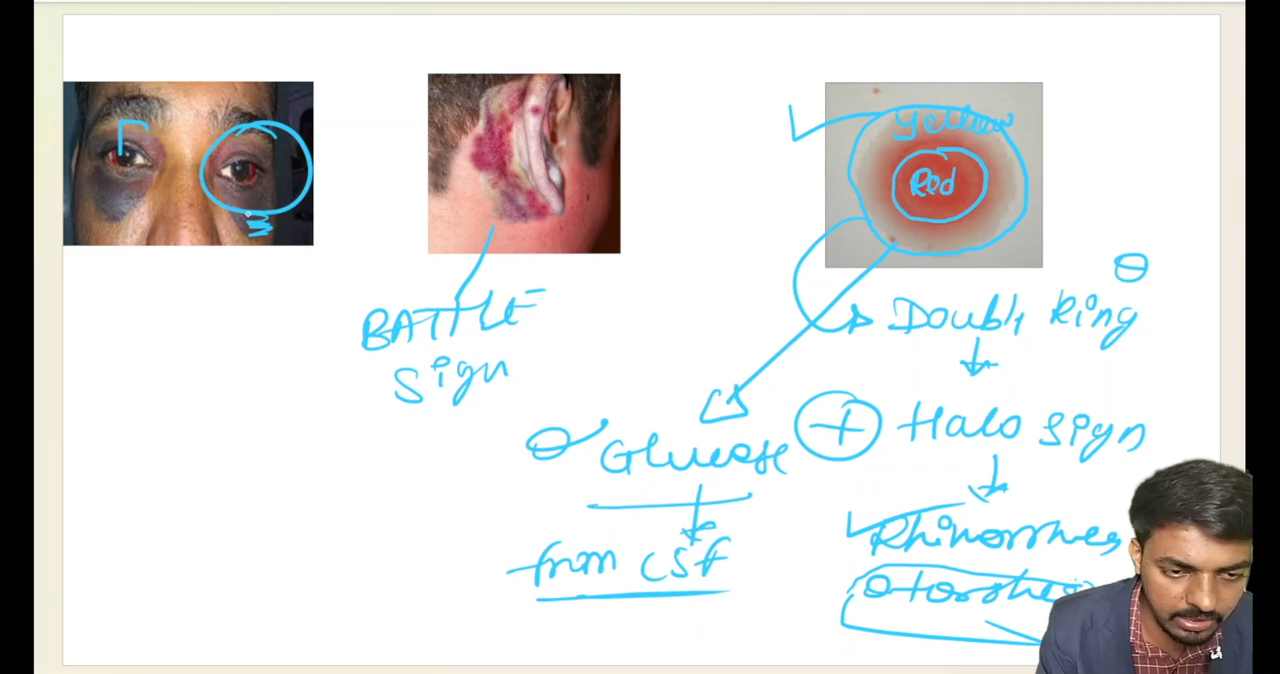 Yellow
Red
BATTLE
Sign
Double Ring
Halo Sign
Glucose
+
from CSF
Rhinorrhea
otorrhea